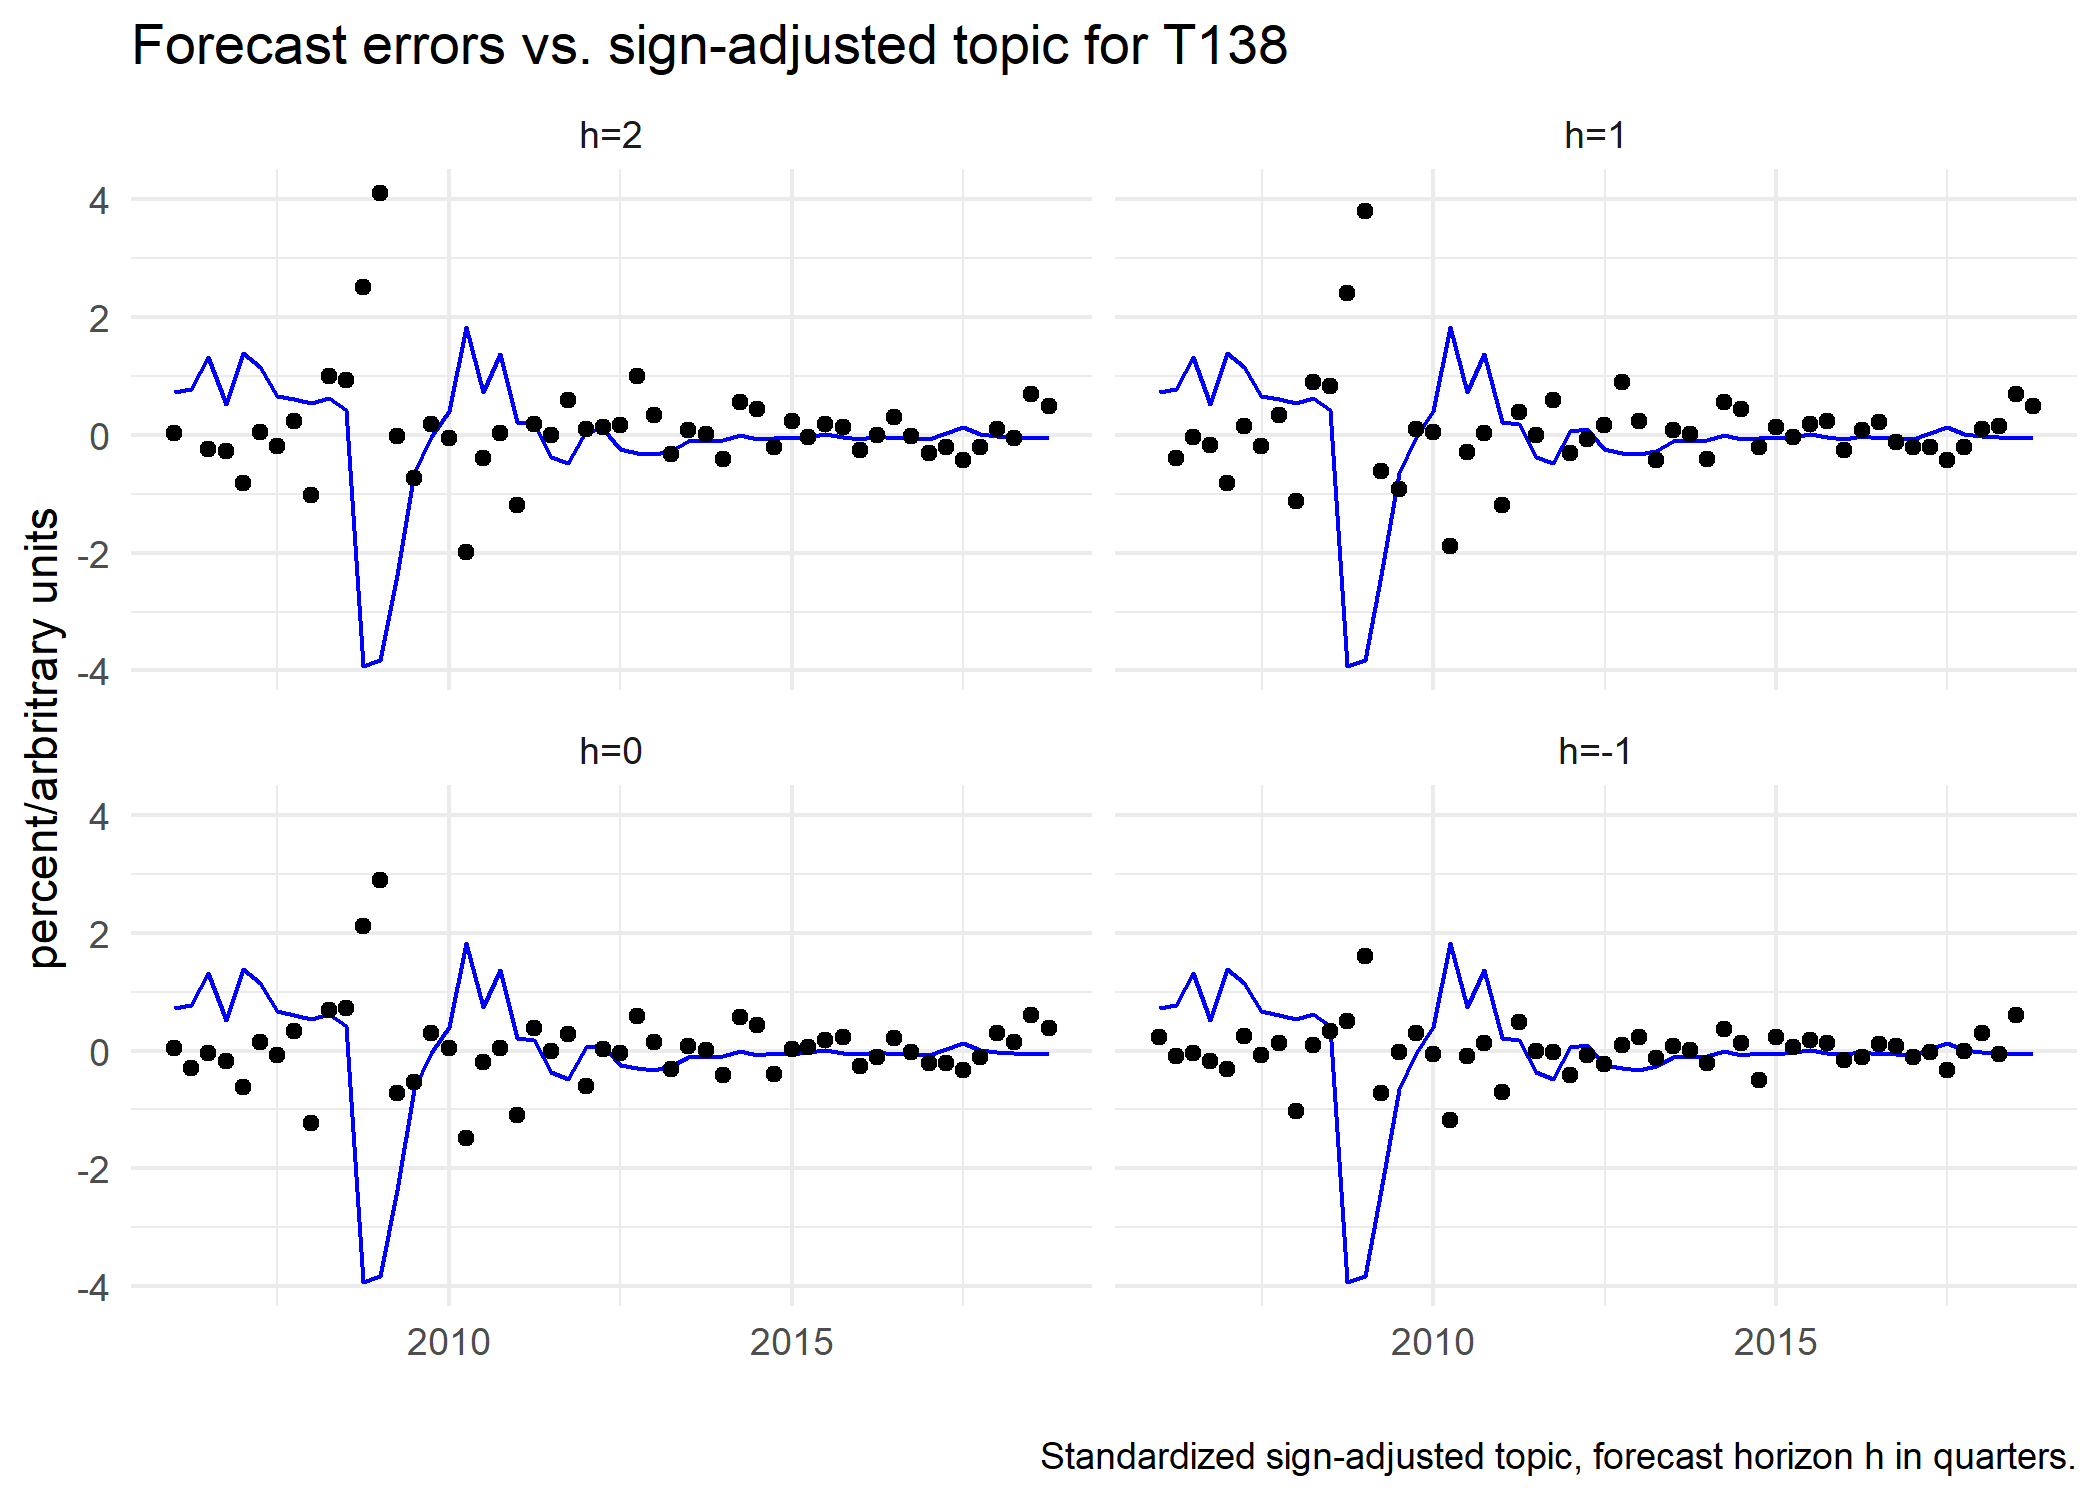 Forecast errors vs. sign-adjusted topic for T138
h=2
h=1
4
2
0
-2
-4
percent/arbritrary units
h=0
h=-1
4
2
0
-2
-4
2010
2015
2010
2015
Standardized sign-adjusted topic, forecast horizon h in quarters.